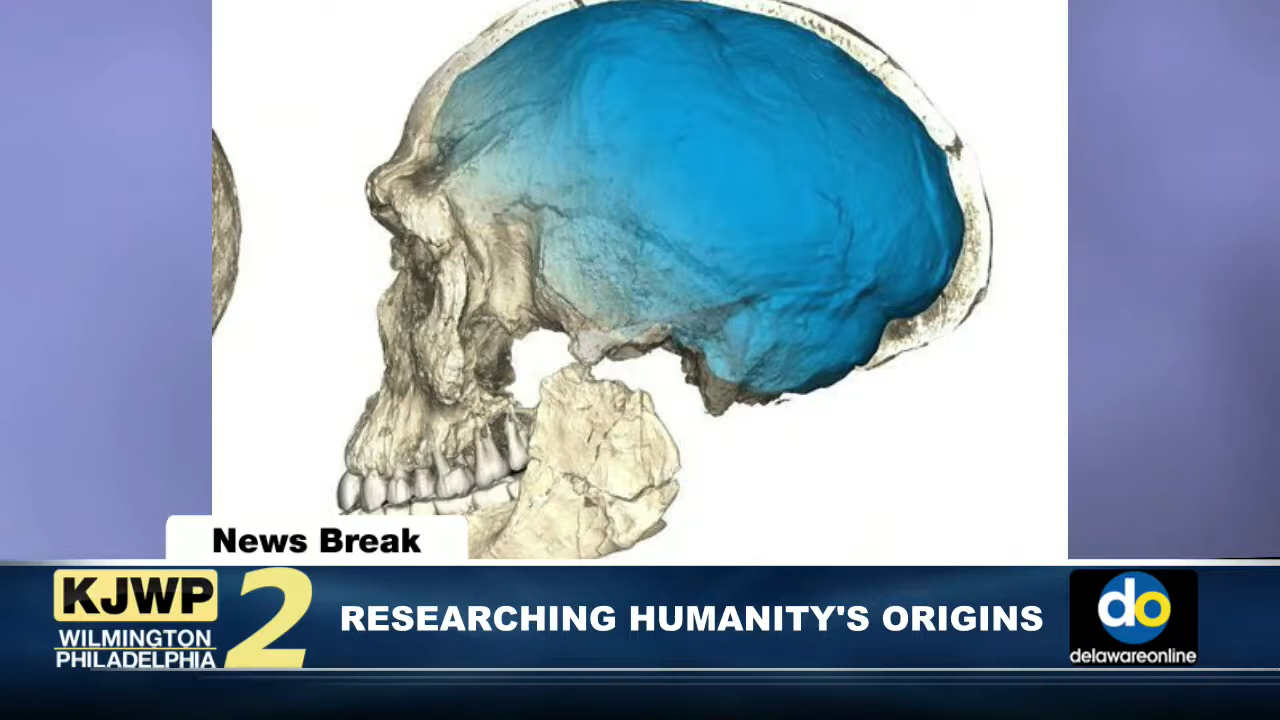 News Break
KJWP 2
WILMINGTON
PHILADELPHIA
RESEARCHING HUMANITY'S ORIGINS
do
delawareonline